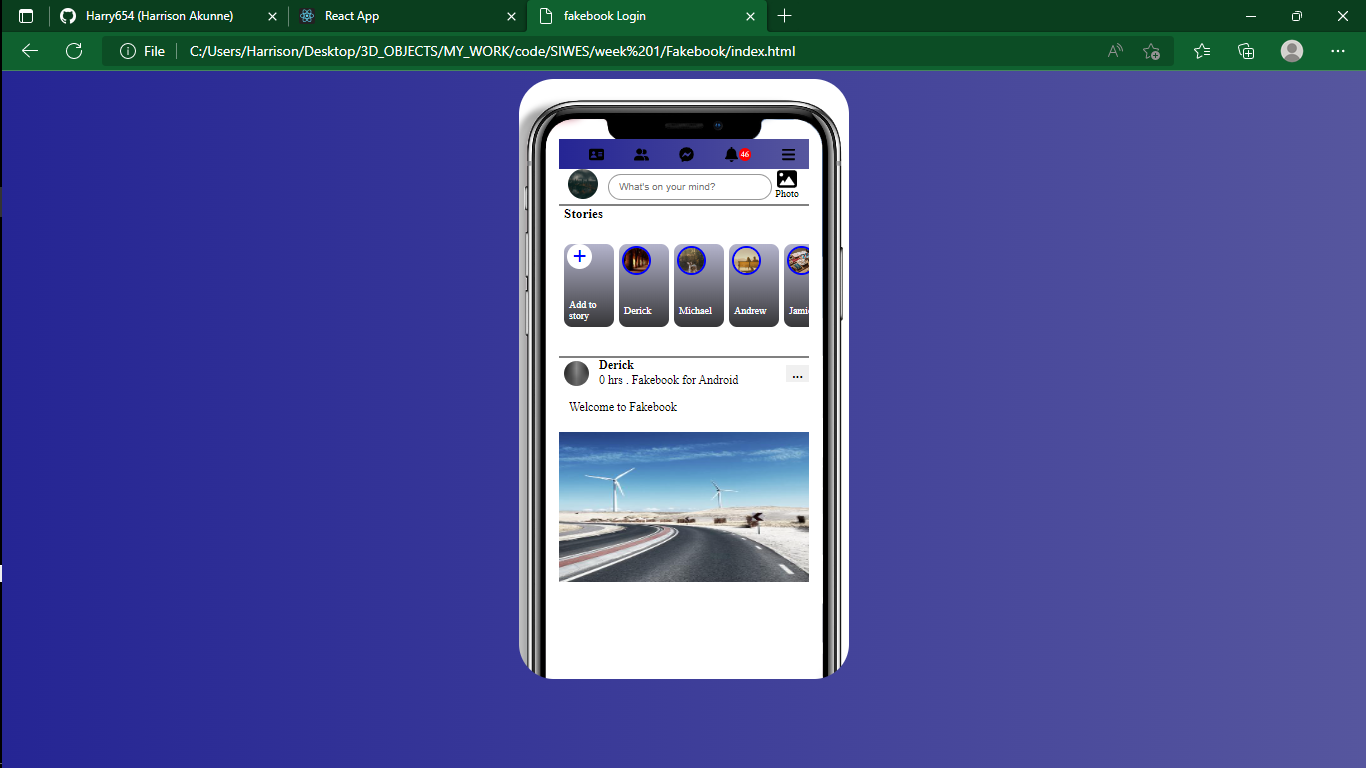 Harry654 (Harrison Akunne)
React App
fakebook Login
File
C:/Users/Harrison/Desktop/3D_OBJECTS/MY_WORK/code/SIWES/week%201/Fakebook/index.html
46
What's on your mind?
Photo
Stories
Add to
story
Derick
Michael
Andrew
Jamie
Derick
...
0 hrs . Fakebook for Android
Welcome to Fakebook